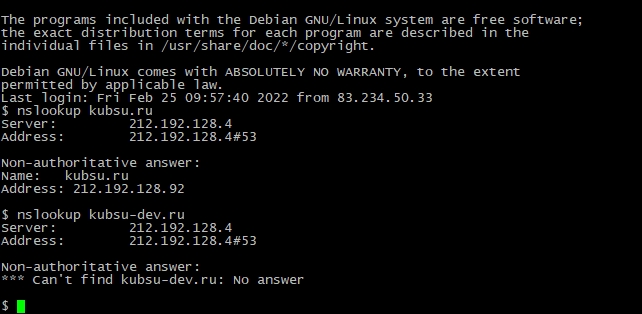 The programs included with the Debian GNU/Linux system are free software;
the exact distribution terms for each program are described in the
individual files in /usr/share/doc/*/copyright.
Debian GNU/Linux comes with ABSOLUTELY NO WARRANTY, to the extent
permitted by applicable law.
Last login: Fri Feb 25 09:57:40 2022 from 83.234.50.33
$ nslookup kubsu.ru
Server:         212.192.128.4
Address:        212.192.128.4#53
Non-authoritative answer:
Name:   kubsu.ru
Address: 212.192.128.92
$ nslookup kubsu-dev.ru
Server:         212.192.128.4
Address:        212.192.128.4#53
Non-authoritative answer:
*** Can't find kubsu-dev.ru: No answer
$